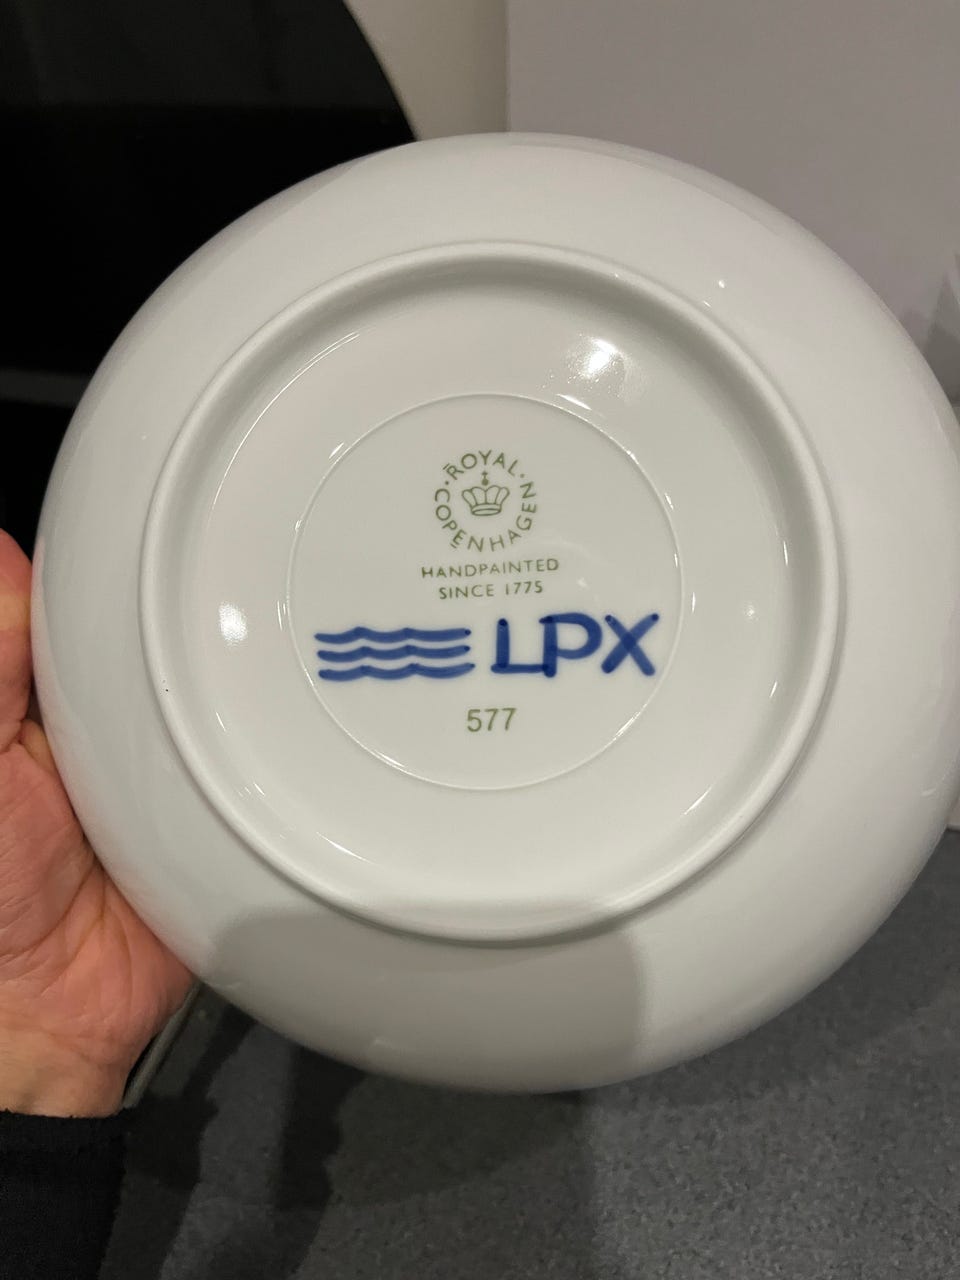 ROYAL
COPENHAGEN
HANDPAINTED
SINCE 1775
LPX
577